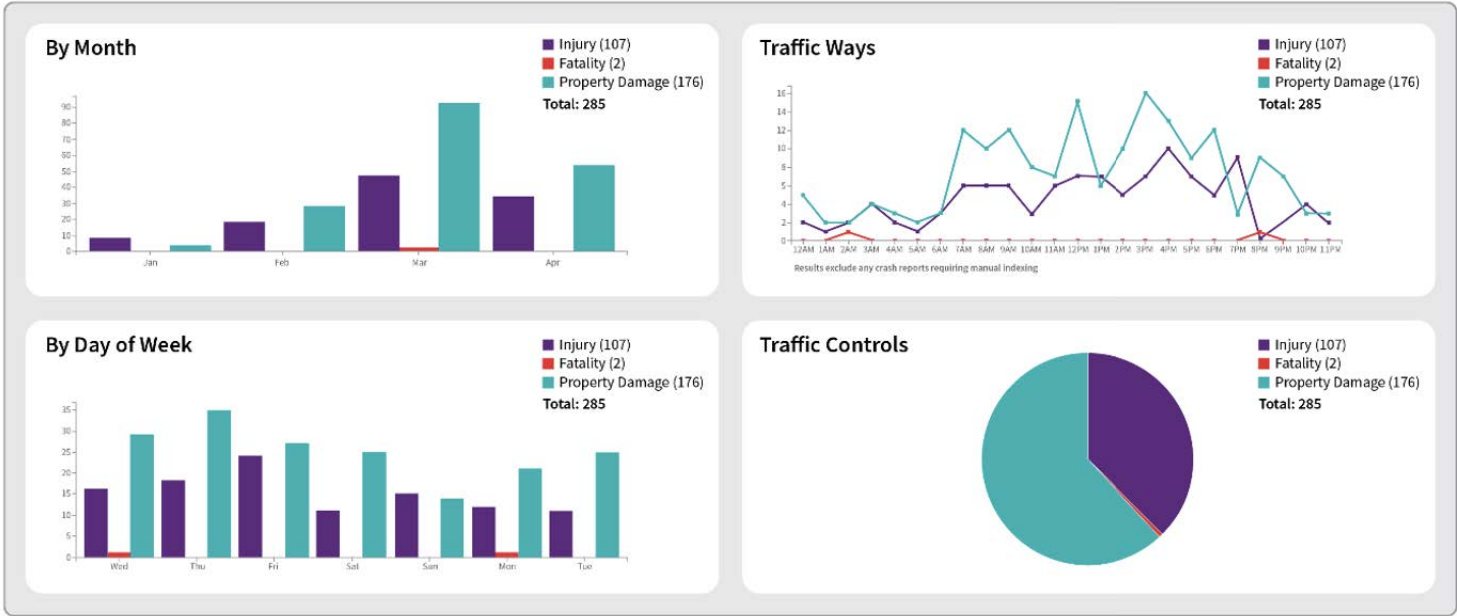 By Month
Injury (107)
Fatality (2)
Property Damage (176)
Total: 285
90
80
70
60
50
40
30
20
10
0
Jan
Feb
Mar
Apr
Traffic Ways
Injury (107)
Fatality (2)
Property Damage (176)
Total: 285
16
14
12
10
8
6
4
2
0
12AM 1AM 2AM 3AM 4AM 5AM 6AM 7AM 8AM 9AM 10AM 11AM 12PM 1PM 2PM 3PM 4PM 5PM 6PM 7PM 8PM 9PM 10PM 11PM
Results exclude any crash reports requiring manual indexing
By Day of Week
Injury (107)
Fatality (2)
Property Damage (176)
Total: 285
35
30
25
20
15
10
5
0
Wed
Thu
Fri
Sat
Sun
Mon
Tue
Traffic Controls
Injury (107)
Fatality (2)
Property Damage (176)
Total: 285